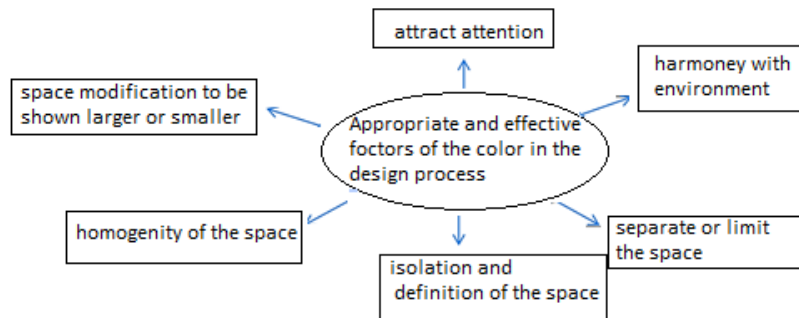 attract attention
harmoney with
environment
space modification to be
shown larger or smaller
Appropriate and effective
foctors of the color in the
design process
homogenity of the space
separate or limit
the space
isolation and
definition of the space